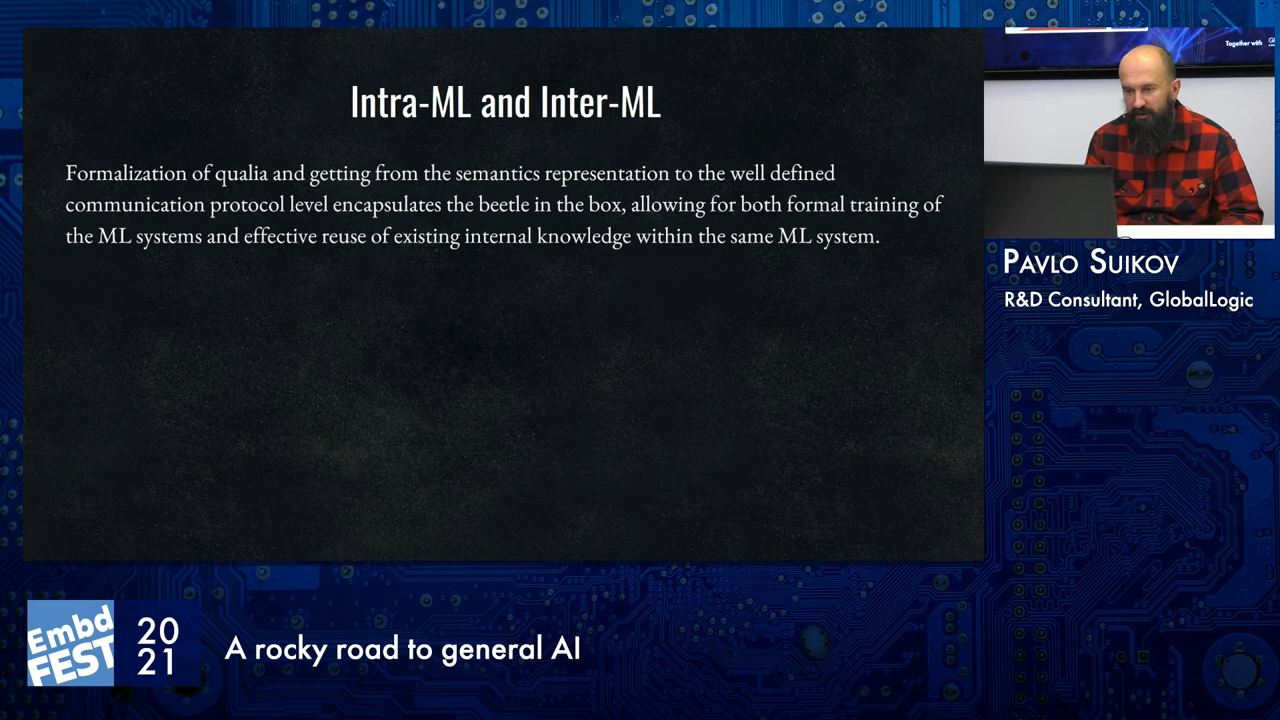 Together with
Intra-ML and Inter-ML
Formalization of qualia and getting from the semantics representation to the well defined
communication protocol level encapsulates the beetle in the box, allowing for both formal training of
the ML systems and effective reuse of existing internal knowledge within the same ML system.
PAVLO SUIKOV
R&D Consultant, GlobalLogic
Embd
FEST
20
21
A rocky road to general AI